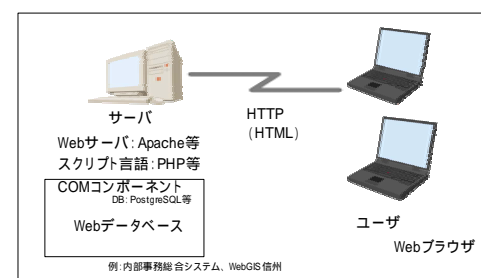 サーバ
Webサーバ:Apache等
スクリプト言語:PHP等
COMコンポーネント
DB:PostgreSQL等
Webデータベース
HTTP
(HTML)
ユーザ
Webブラウザ
例:内部事務総合システム、WebGIS信州